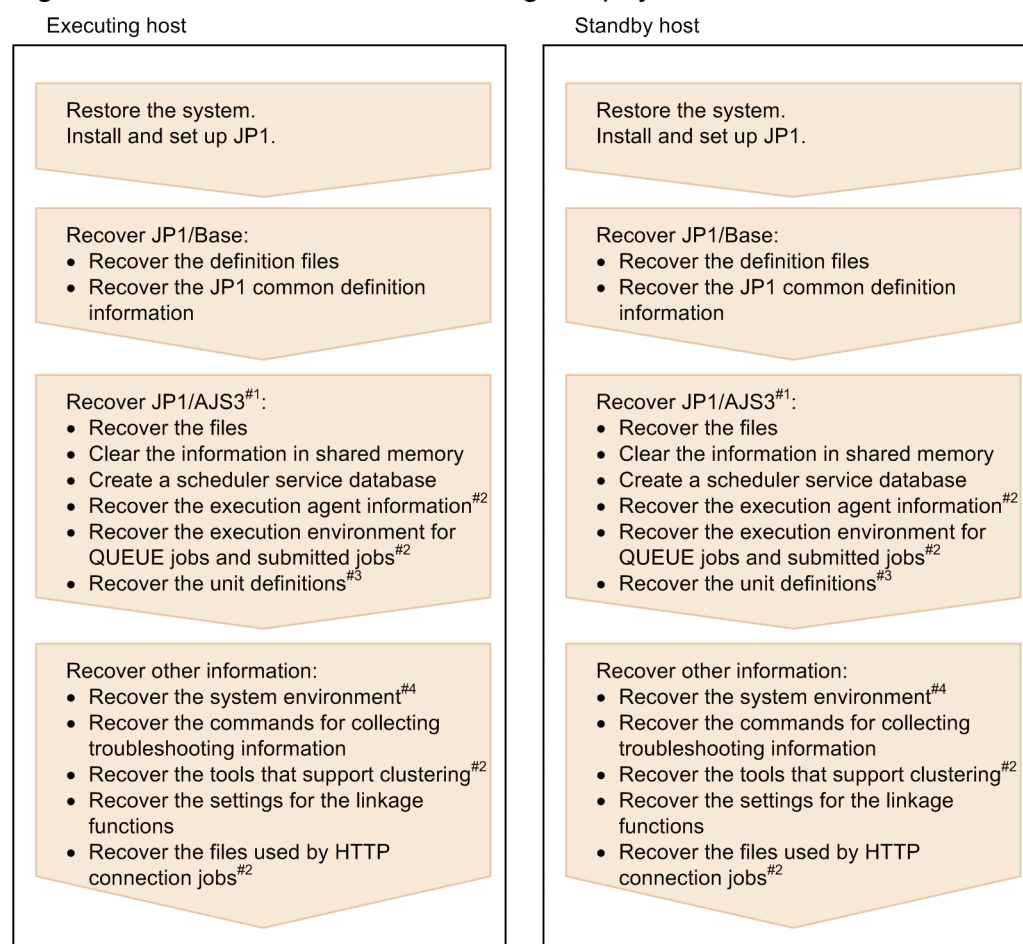 Executing host
Restore the system.
Install and set up JP1.
Recover JP1/Base:
• Recover the definition files
• Recover the JP1 common definition
information
Recover JP1/AJS3#1:
• Recover the files
• Clear the information in shared memory
• Create a scheduler service database
• Recover the execution agent information#2
• Recover the execution environment for
QUEUE jobs and submitted jobs#2
• Recover the unit definitions#3
Recover other information:
• Recover the system environment#4
• Recover the commands for collecting
troubleshooting information
• Recover the tools that support clustering#2
• Recover the settings for the linkage
functions
• Recover the files used by HTTP
connection jobs#2
Standby host
Restore the system.
Install and set up JP1.
Recover JP1/Base:
• Recover the definition files
• Recover the JP1 common definition
information
Recover JP1/AJS3#1:
• Recover the files
• Clear the information in shared memory
• Create a scheduler service database
• Recover the execution agent information#2
• Recover the execution environment for
QUEUE jobs and submitted jobs#2
• Recover the unit definitions#3
Recover other information:
• Recover the system environment#4
• Recover the commands for collecting
troubleshooting information
• Recover the tools that support clustering#2
• Recover the settings for the linkage
functions
• Recover the files used by HTTP
connection jobs#2